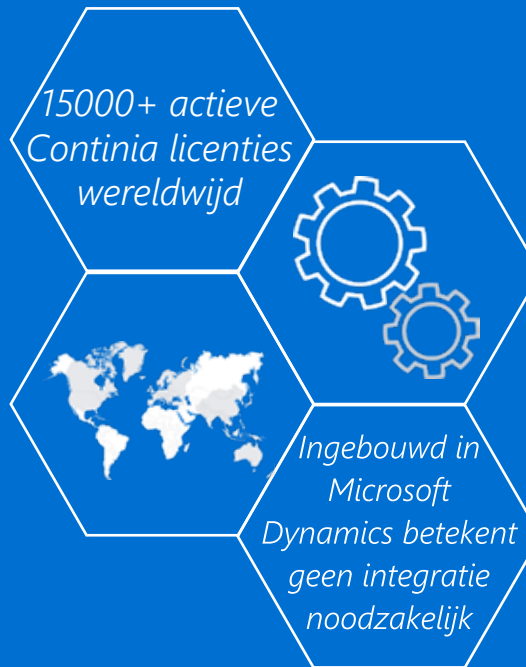 15000+ actieve
Continia licenties
wereldwijd
Ingebouwd in
Microsoft
Dynamics betekent
geen integratie
noodzakelijk